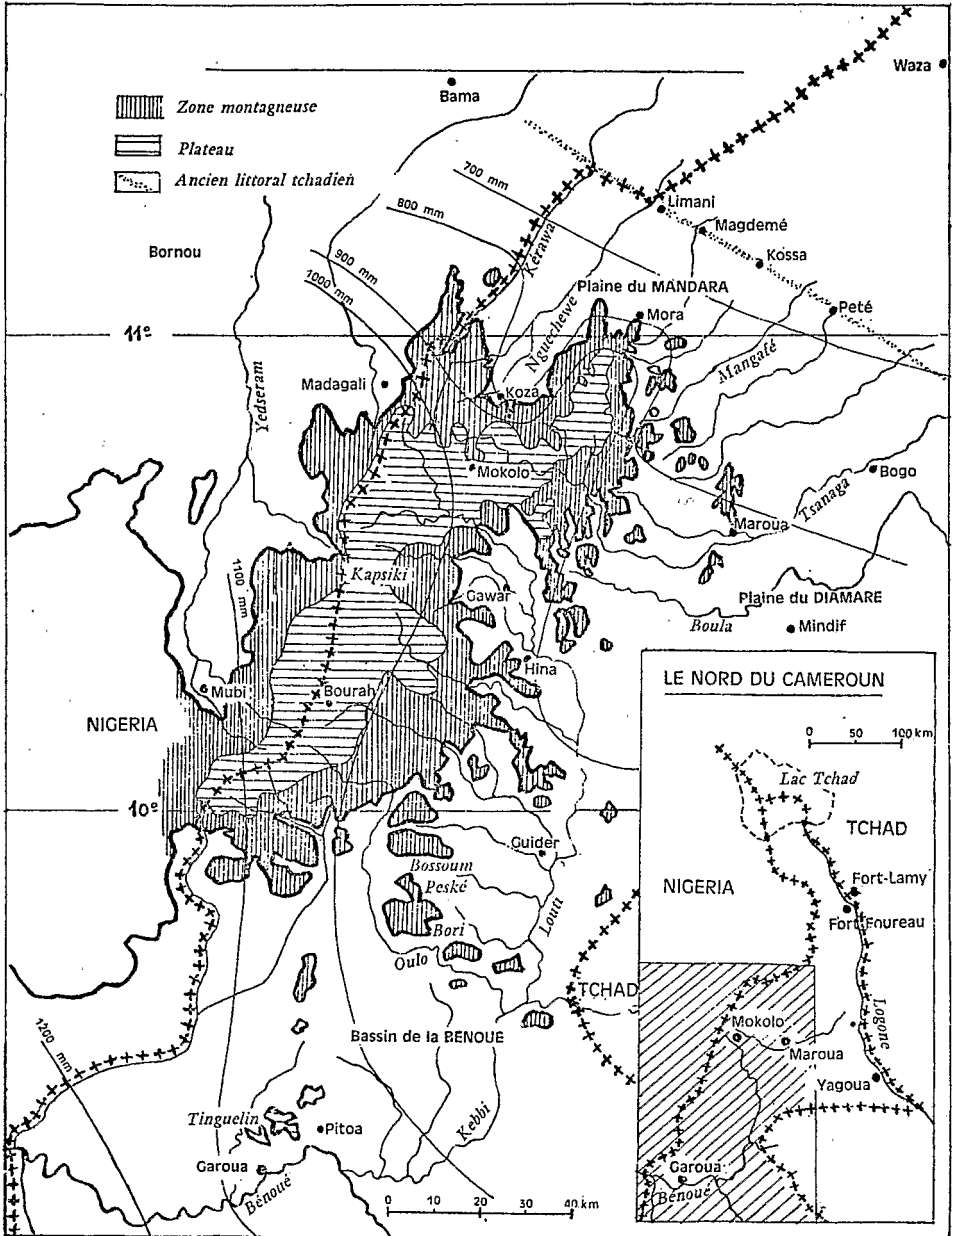 Waza
Bama
Zone montagneuse
Plateau
Ancien littoral tchadien
700 mm
800 mm
900 mm
1000 mm
Limani
Magdemé
Kossa
Bornou
Kérawa
Plaine du MANDARA
Mora
Peté
Nguechewé
11°
Mangafé
Madagali
Koza
Yedseram
Mokolo
Bogo
Tsanaga
Maroua
1100 mm
Kapsiki
Gawar
Plaine du DIAMARE
Boula
Mindif
Hina
Mubi
Bourah
NIGERIA
10°
Guider
Bossoum
Peské
Bori
Louti
Oulo
TCHAD
Bassin de la BENOUE
1200 mm
Tinguelin
Pitoa
Kebbi
Garoua
Bénoué
0 10 20 40 km
LE NORD DU CAMEROUN
0 50 100 km
Lac Tchad
TCHAD
NIGERIA
Fort-Lamy
Fort Foureau
Logone
Mokolo
Maroua
Yagoua
Garoua
Bénoué